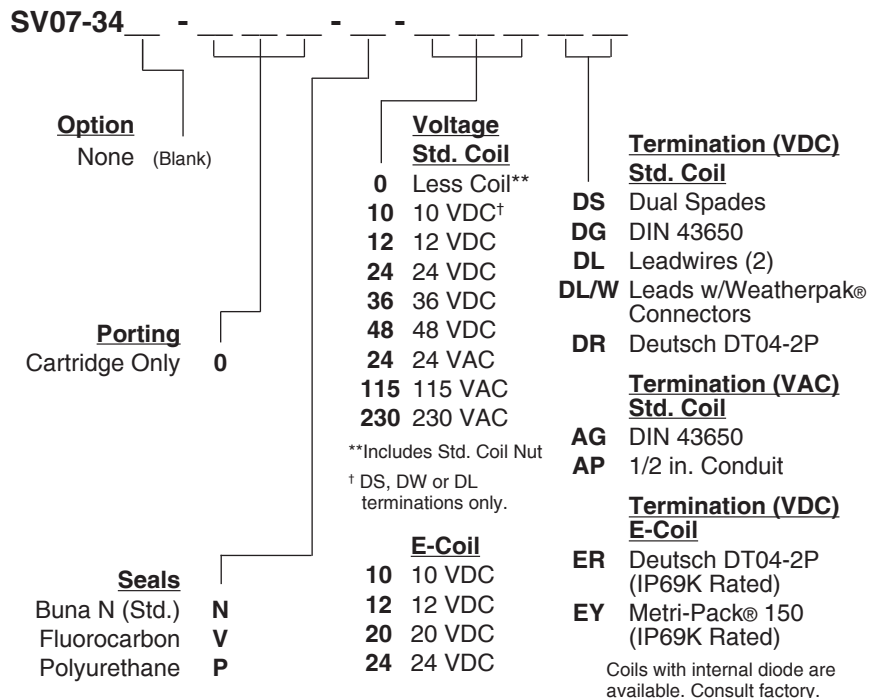 SV07-34__ - __ __ __ - __ - __ __ __ __ __
Option
None (Blank)
Porting
Cartridge Only 0
Seals
Buna N (Std.) N
Fluorocarbon V
Polyurethane P
Voltage
Std. Coil
0 Less Coil**
10 10 VDC†
12 12 VDC
24 24 VDC
36 36 VDC
48 48 VDC
24 24 VAC
115 115 VAC
230 230 VAC
**Includes Std. Coil Nut
† DS, DW or DL
terminations only.
E-Coil
10 10 VDC
12 12 VDC
20 20 VDC
24 24 VDC
Termination (VDC)
Std. Coil
DS Dual Spades
DG DIN 43650
DL Leadwires (2)
DL/W Leads w/Weatherpak®
Connectors
DR Deutsch DT04-2P
Termination (VAC)
Std. Coil
AG DIN 43650
AP 1/2 in. Conduit
Termination (VDC)
E-Coil
ER Deutsch DT04-2P
(IP69K Rated)
EY Metri-Pack® 150
(IP69K Rated)
Coils with internal diode are
available. Consult factory.